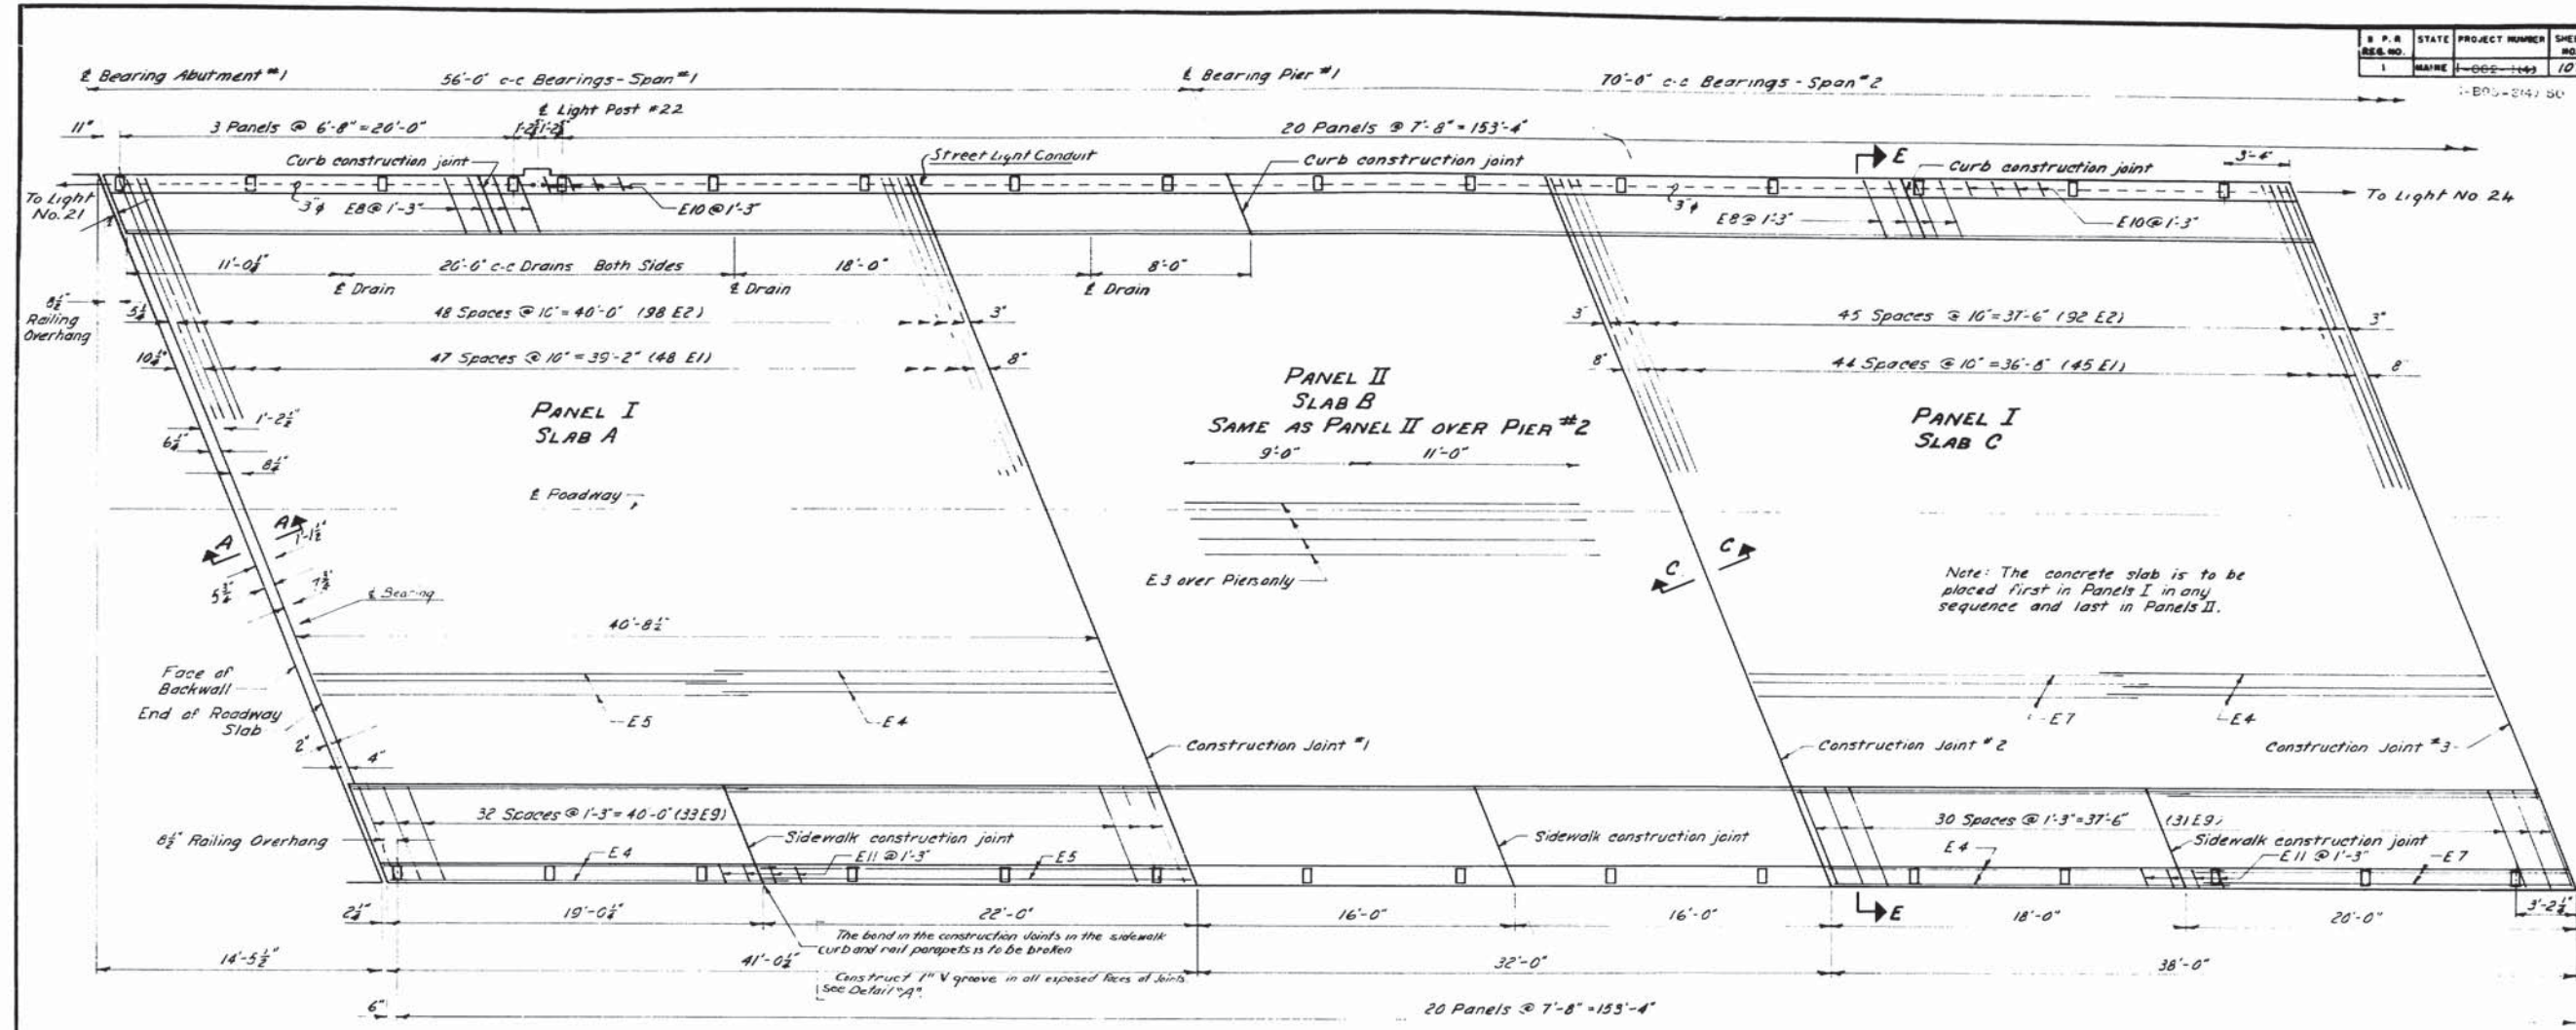 B P.R REG. NO.
STATE
PROJECT NUMBER
1
MAINE
10
℄ Bearing Abutment #1
56'-0" c-c Bearings-Span #1
℄ Bearing Pier #1
70'-0" c-c Bearings-Span #2
℄ Light Post #22
11"
3 Panels @ 6'-8" = 20'-0"
20 Panels @ 7'-8" = 153'-4"
Curb construction joint
Street Light Conduit
Curb construction joint
E
Curb construction joint
3'-4"
To Light
No. 21
3"φ
E8 @ 1'-3"
E10 @ 1'-3"
3"φ
E8 @ 1'-3"
E10 @ 1'-3"
To Light No 24
11'-0¼"
c-c Drains Both Sides
18'-0"
8'-0"
℄ Drain
℄ Drain
℄ Drain
8½"
Railing
Overhang
48 Spaces @ 10" = 40'-0" (98 E2)
3"
3"
45 Spaces @ 10" = 37'-6" (92 E2)
3"
47 Spaces @ 10" = 39'-2" (48 E1)
8"
8"
44 Spaces @ 10" = 36'-8" (45 E1)
8"
PANEL I
SLAB A
PANEL II
SLAB B
SAME AS PANEL II OVER PIER #2
PANEL I
SLAB C
9'-0"
11'-0"
1'-2½"
6¼"
8¼"
℄ Roadway
A
A
1'-1½"
5¾"
7¾"
℄ Bearing
E3 over Piers only
C
C
Note: The concrete slab is to be
placed first in Panels I in any
sequence and last in Panels II.
40'-8½"
Face of
Backwall
End of Roadway
Slab
E5
E4
E7
E4
2"
4"
Construction Joint #1
Construction Joint #2
Construction Joint #3
32 Spaces @ 1'-3" = 40'-0" (33E9)
30 Spaces @ 1'-3" = 37'-6" (31E9)
8½" Railing Overhang
Sidewalk construction joint
Sidewalk construction joint
Sidewalk construction joint
E4
E11 @ 1'-3"
E5
E4
E11 @ 1'-3"
E7
2¼"
19'-0¼"
22'-0"
16'-0"
16'-0"
E
18'-0"
20'-0"
3'-2¼"
The bond in the construction joints in the sidewalk
curb and rail parapets is to be broken
14'-5½"
41'-0¼"
32'-0"
38'-0"
Construct 1" V groove in all exposed faces of joints.
See Detail "A".
6"
20 Panels @ 7'-8" = 153'-4"